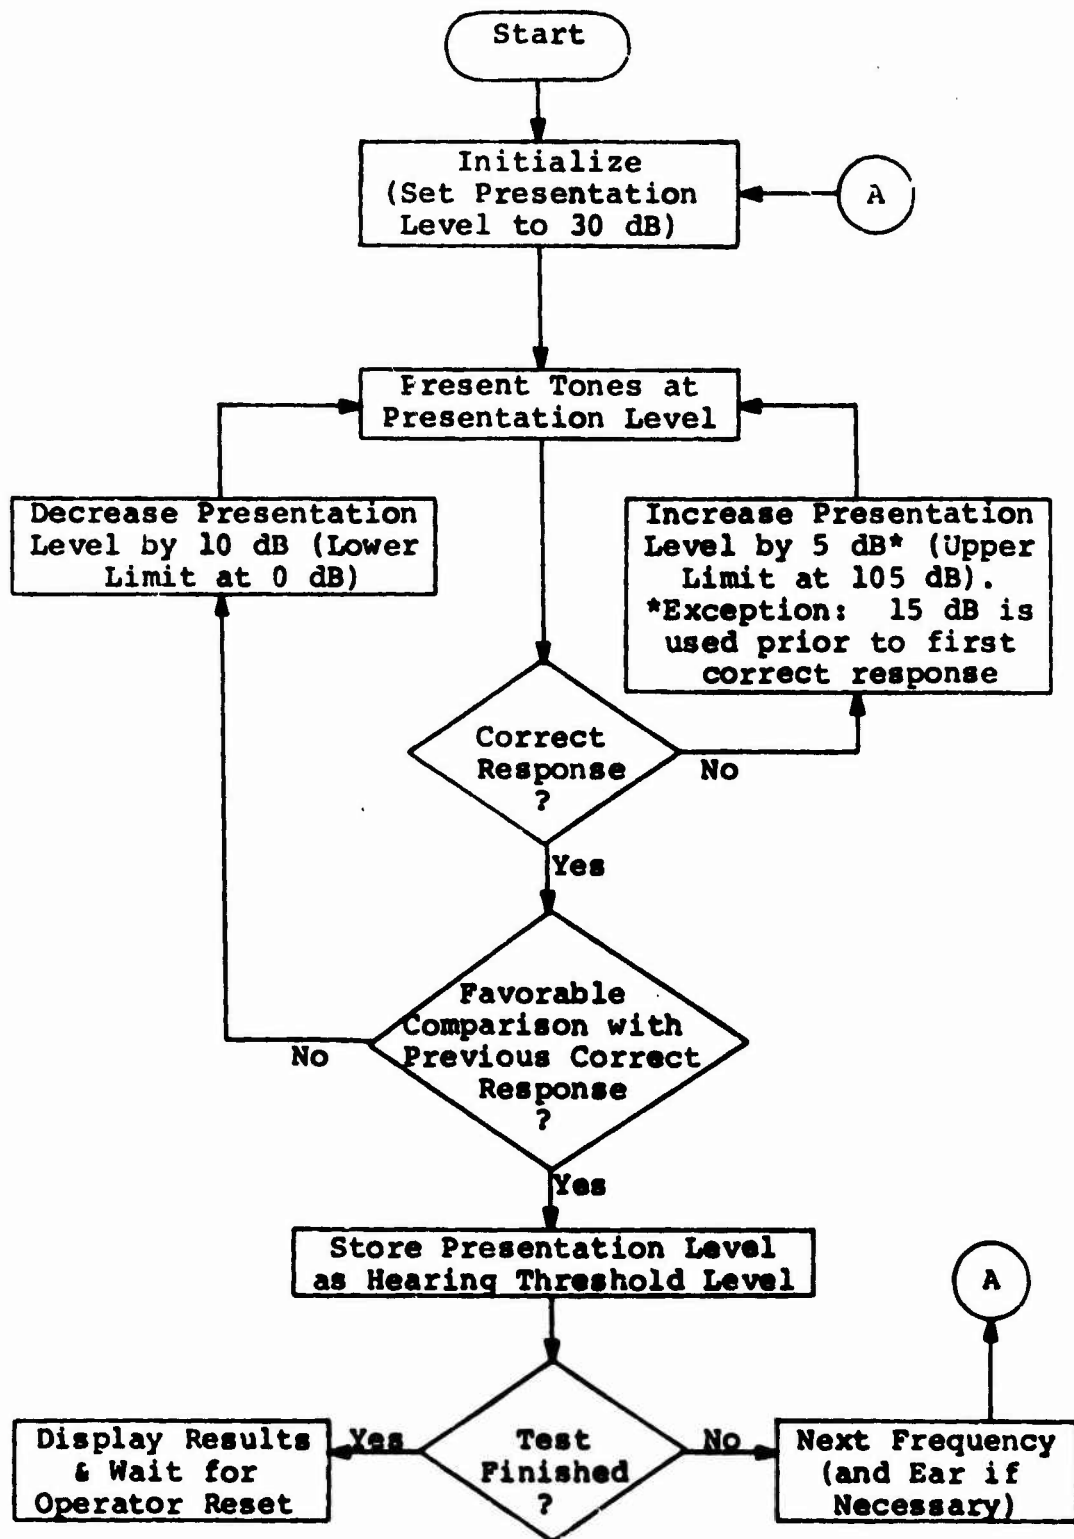 Start
Initialize
(Set Presentation
Level to 30 dB)
A
Present Tones at
Presentation Level
Decrease Presentation
Level by 10 dB (Lower
Limit at 0 dB)
Increase Presentation
Level by 5 dB* (Upper
Limit at 105 dB).
*Exception: 15 dB is
used prior to first
correct response
Correct
Response
?
No
Yes
Favorable
Comparison with
Previous Correct
Response
?
No
Yes
Store Presentation Level
as Hearing Threshold Level
A
Test
Finished
?
Yes
No
Display Results
& Wait for
Operator Reset
Next Frequency
(and Ear if
Necessary)